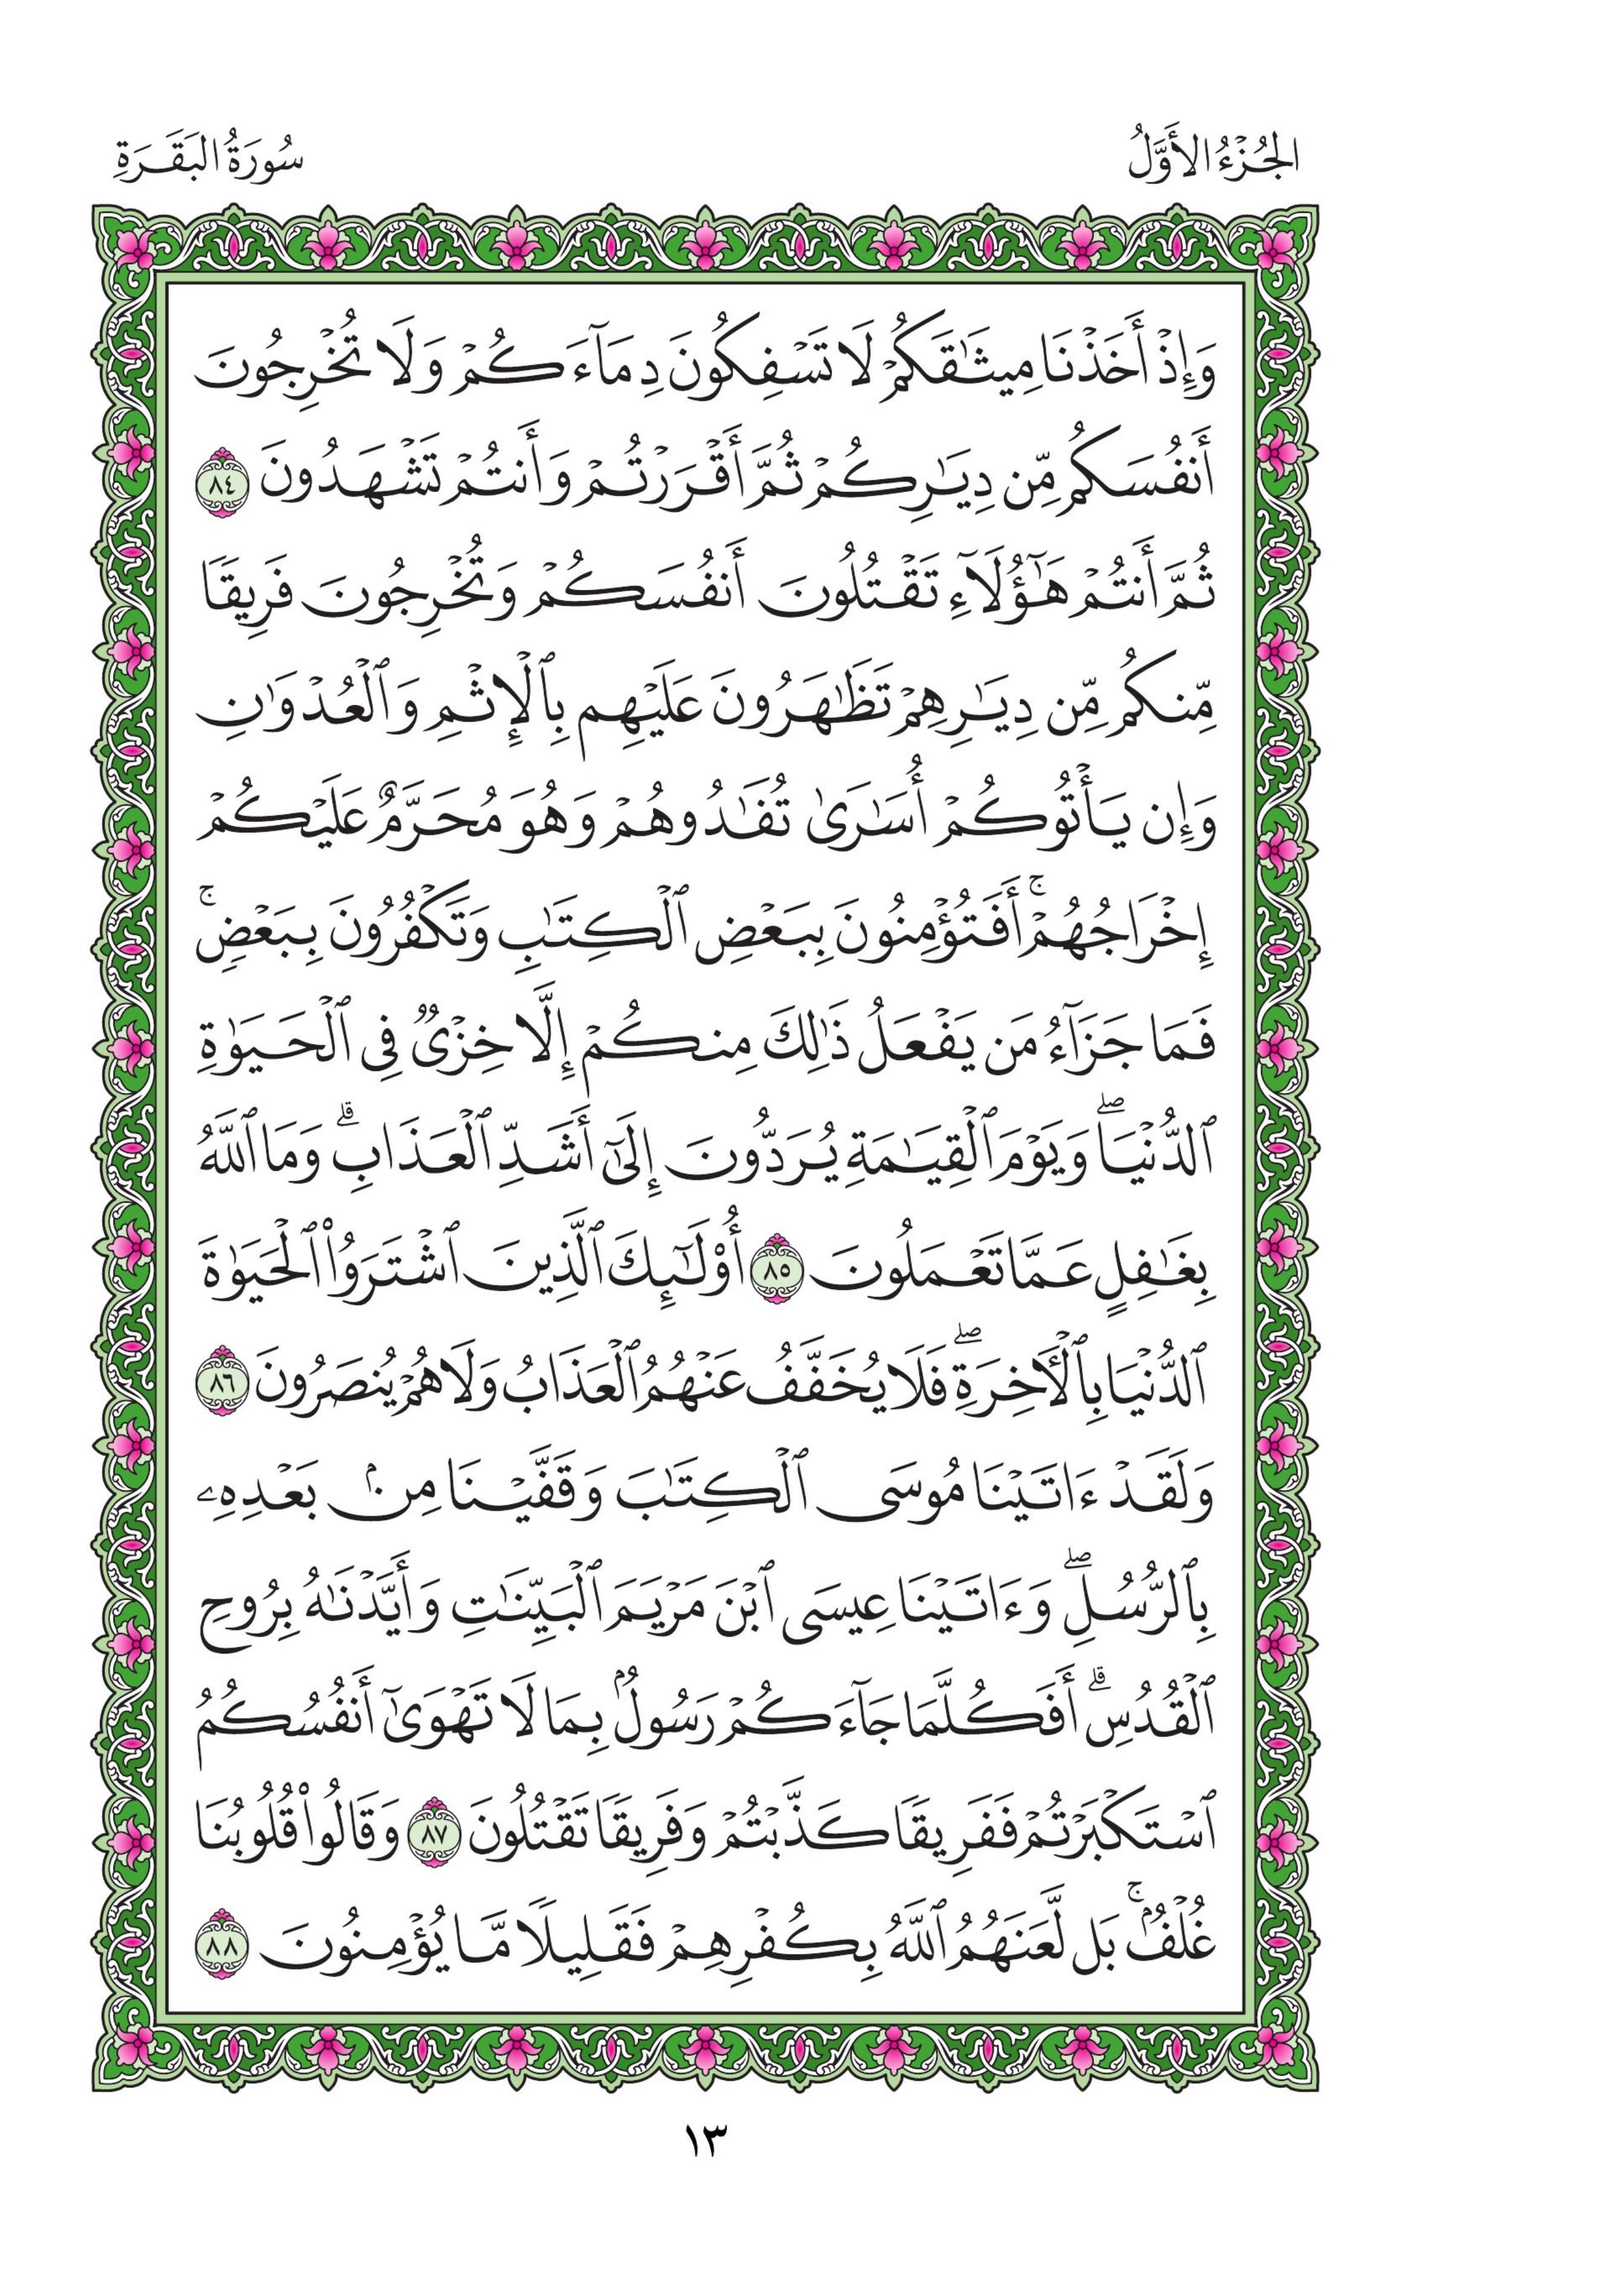 الجُزْءُ الأَوَّلُ
سُورَةُ البَقَرَةِ
وَإِذْ أَخَذْنَا مِيثَٰقَكُمْ لَا تَسْفِكُونَ دِمَآءَكُمْ وَلَا تُخْرِجُونَ
أَنفُسَكُم مِّن دِيَٰرِكُمْ ثُمَّ أَقْرَرْتُمْ وَأَنتُمْ تَشْهَدُونَ ٨٤
ثُمَّ أَنتُمْ هَٰٓؤُلَآءِ تَقْتُلُونَ أَنفُسَكُمْ وَتُخْرِجُونَ فَرِيقًا
مِّنكُم مِّن دِيَٰرِهِمْ تَظَٰهَرُونَ عَلَيْهِم بِٱلْإِثْمِ وَٱلْعُدْوَٰنِ
وَإِن يَأْتُوكُمْ أُسَٰرَىٰ تُفَٰدُوهُمْ وَهُوَ مُحَرَّمٌ عَلَيْكُمْ
إِخْرَاجُهُمْ ۚ أَفَتُؤْمِنُونَ بِبَعْضِ ٱلْكِتَٰبِ وَتَكْفُرُونَ بِبَعْضٍ ۚ
فَمَا جَزَآءُ مَن يَفْعَلُ ذَٰلِكَ مِنكُمْ إِلَّا خِزْىٌ فِى ٱلْحَيَوٰةِ
ٱلدُّنْيَا ۖ وَيَوْمَ ٱلْقِيَٰمَةِ يُرَدُّونَ إِلَىٰٓ أَشَدِّ ٱلْعَذَابِ ۗ وَمَا ٱللَّهُ
بِغَٰفِلٍ عَمَّا تَعْمَلُونَ ٨٥ أُو۟لَٰٓئِكَ ٱلَّذِينَ ٱشْتَرَوُا۟ ٱلْحَيَوٰةَ
ٱلدُّنْيَا بِٱلْءَاخِرَةِ ۖ فَلَا يُخَفَّفُ عَنْهُمُ ٱلْعَذَابُ وَلَا هُمْ يُنصَرُونَ ٨٦
وَلَقَدْ ءَاتَيْنَا مُوسَى ٱلْكِتَٰبَ وَقَفَّيْنَا مِنۢ بَعْدِهِۦ
بِٱلرُّسُلِ ۖ وَءَاتَيْنَا عِيسَى ٱبْنَ مَرْيَمَ ٱلْبَيِّنَٰتِ وَأَيَّدْنَٰهُ بِرُوحِ
ٱلْقُدُسِ ۗ أَفَكُلَّمَا جَآءَكُمْ رَسُولٌۢ بِمَا لَا تَهْوَىٰٓ أَنفُسُكُمُ
ٱسْتَكْبَرْتُمْ فَفَرِيقًا كَذَّبْتُمْ وَفَرِيقًا تَقْتُلُونَ ٨٧ وَقَالُوا۟ قُلُوبُنَا
غُلْفٌۢ ۚ بَل لَّعَنَهُمُ ٱللَّهُ بِكُفْرِهِمْ فَقَلِيلًا مَّا يُؤْمِنُونَ ٨٨
١٣